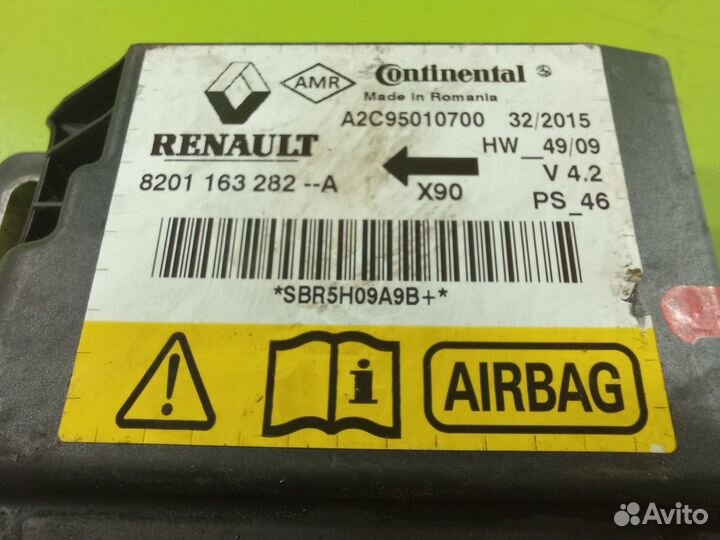 AMR Continental
Made in Romania
RENAULT A2C95010700 32/2015
HW__49/09
8201 163 282 --A X90 V 4.2
PS_46
*SBR5H09A9B+*
i AIRBAG
Avito